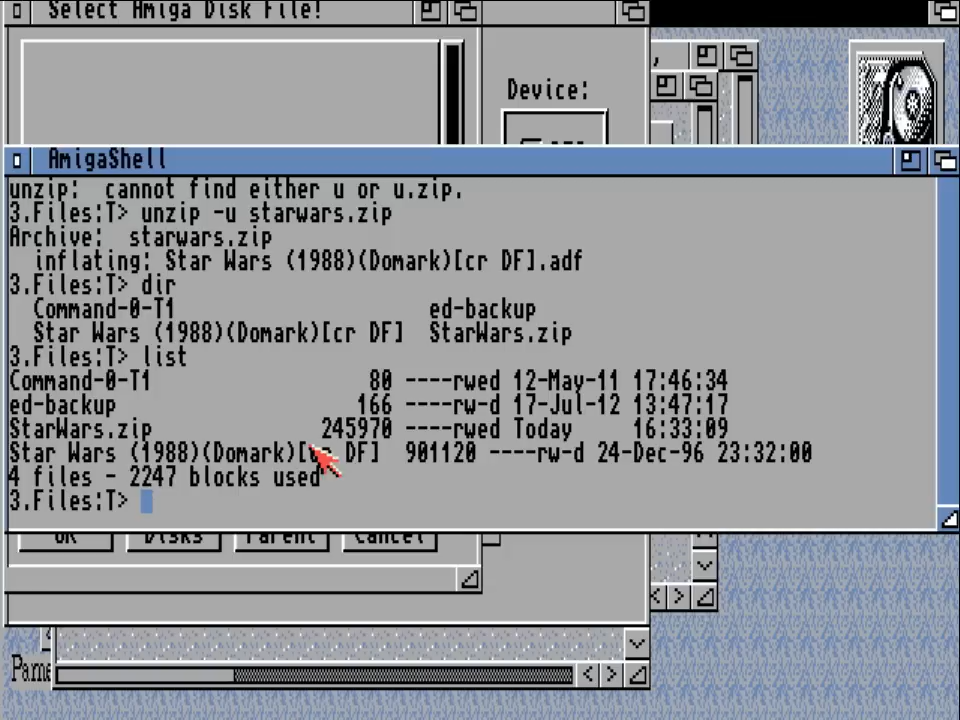 Select Amiga Disk File!
Device:
AmigaShell
unzip:  cannot find either u or u.zip.
3.Files:T> unzip -u starwars.zip
Archive:  starwars.zip
  inflating: Star Wars (1988)(Domark)[cr DF].adf
3.Files:T> dir
  Command-0-T1                     ed-backup
  Star Wars (1988)(Domark)[cr DF]  StarWars.zip
3.Files:T> list
Command-0-T1                  80 ----rwed 12-May-11 17:46:34
ed-backup                    166 ----rw-d 17-Jul-12 13:47:17
StarWars.zip              245970 ----rwed Today     16:33:09
Star Wars (1988)(Domark)[cr DF]  901120 ----rw-d 24-Dec-96 23:32:00
4 files - 2247 blocks used
3.Files:T>
OK Disks Parent Cancel